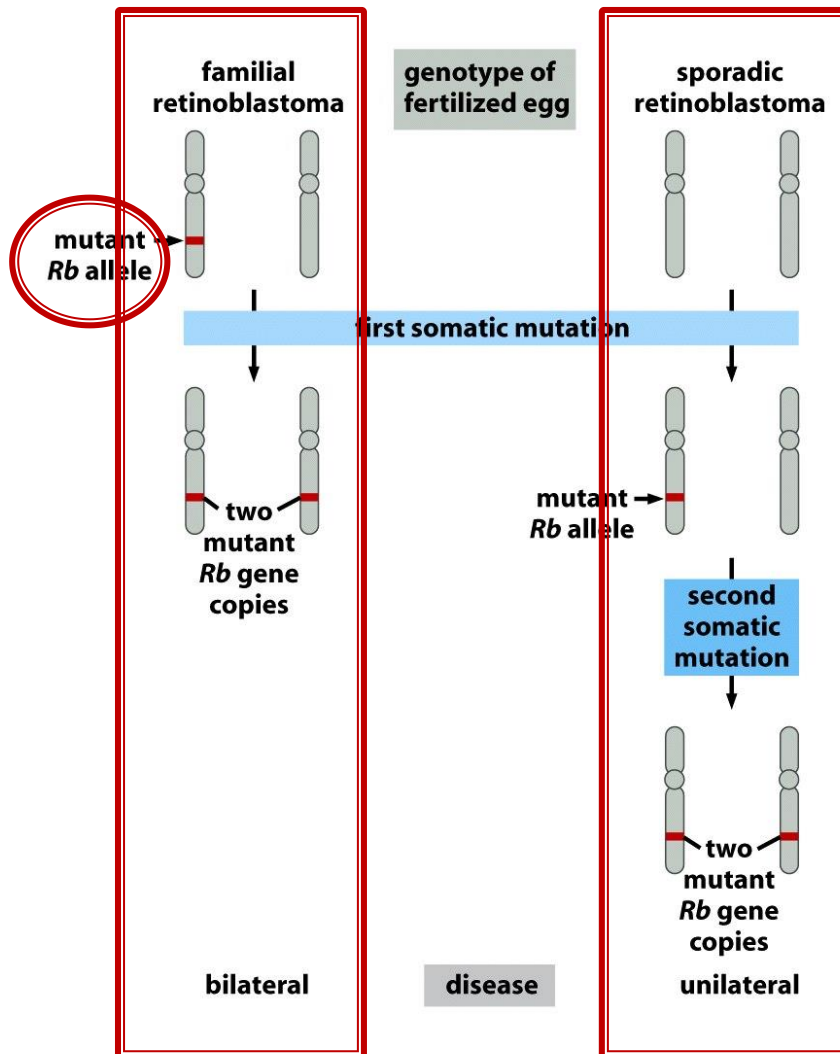 familial
retinoblastoma
genotype of
fertilized egg
sporadic
retinoblastoma
mutant
Rb allele
first somatic mutation
two
mutant
Rb gene
copies
mutant
Rb allele
second
somatic
mutation
two
mutant
Rb gene
copies
bilateral
disease
unilateral